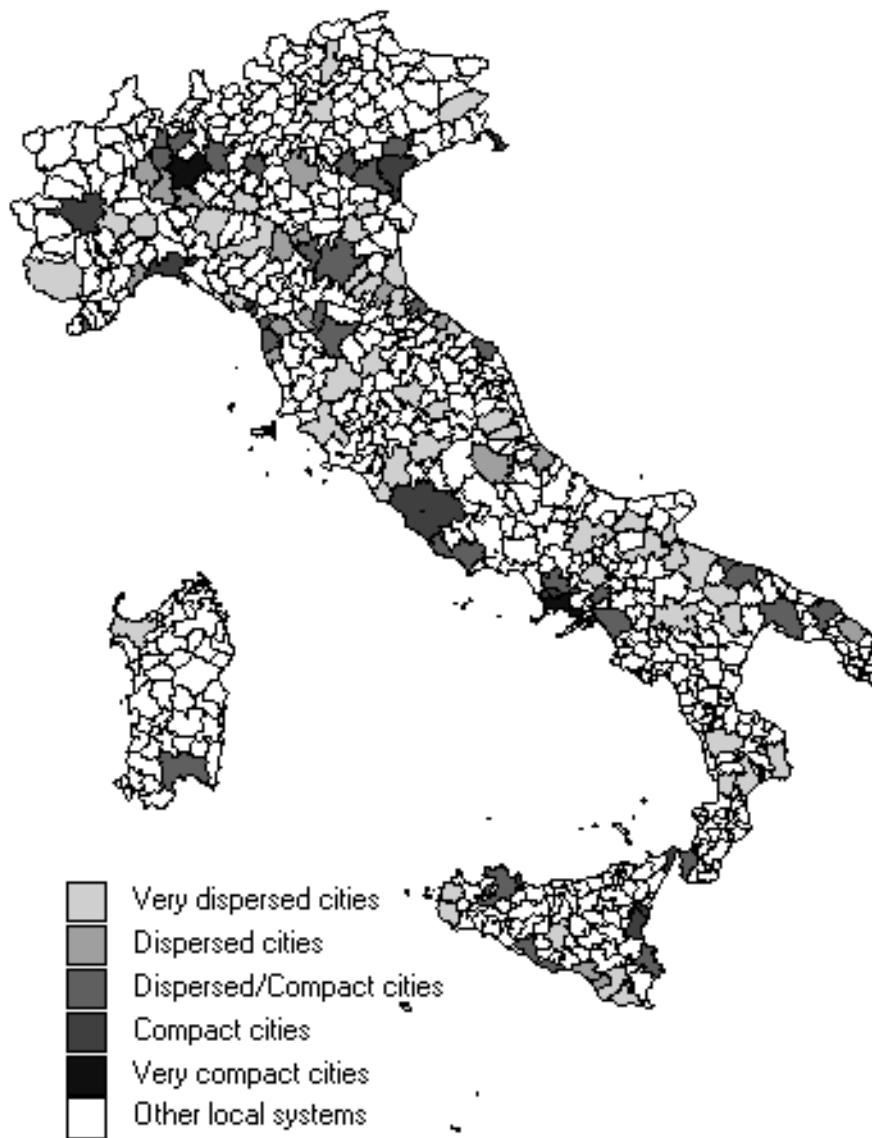 Very dispersed cities
Dispersed cities
Dispersed/Compact cities
Compact cities
Very compact cities
Other local systems